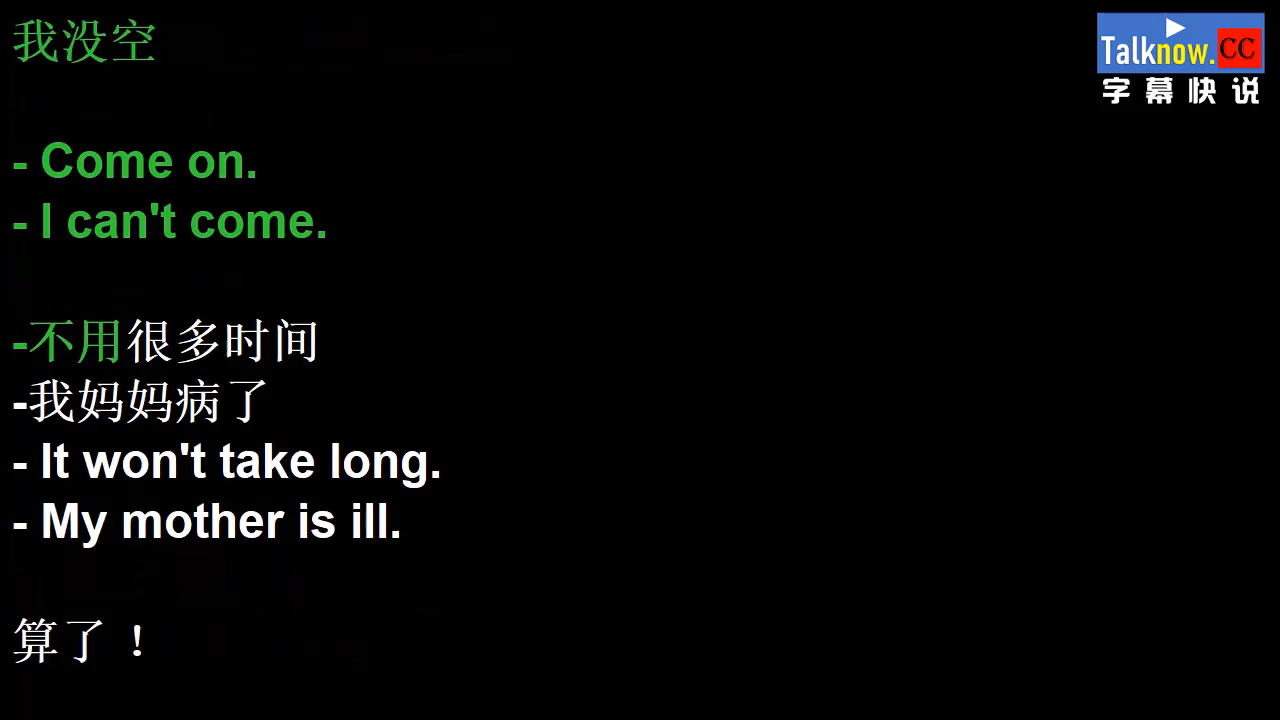 我没空
Talknow.CC
字幕快说
- Come on.
- I can't come.
-不用很多时间
-我妈妈病了
- It won't take long.
- My mother is ill.
算了！